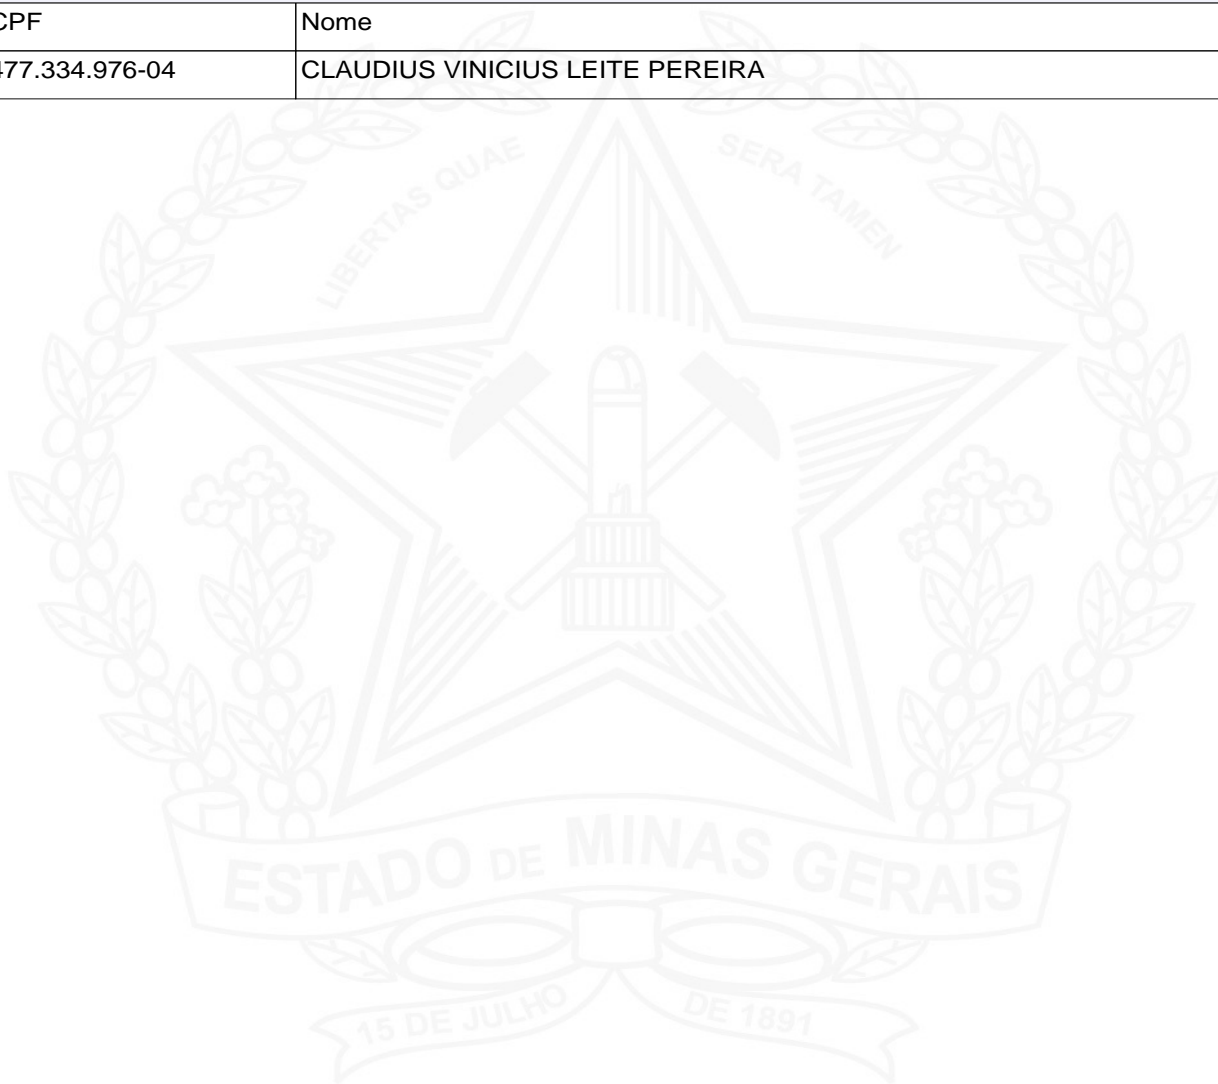 CPF Nome
477.334.976-04 CLAUDIUS VINICIUS LEITE PEREIRA
LIBERTAS QUAE SERA TAMEN
ESTADO DE MINAS GERAIS
15 DE JULHO DE 1891